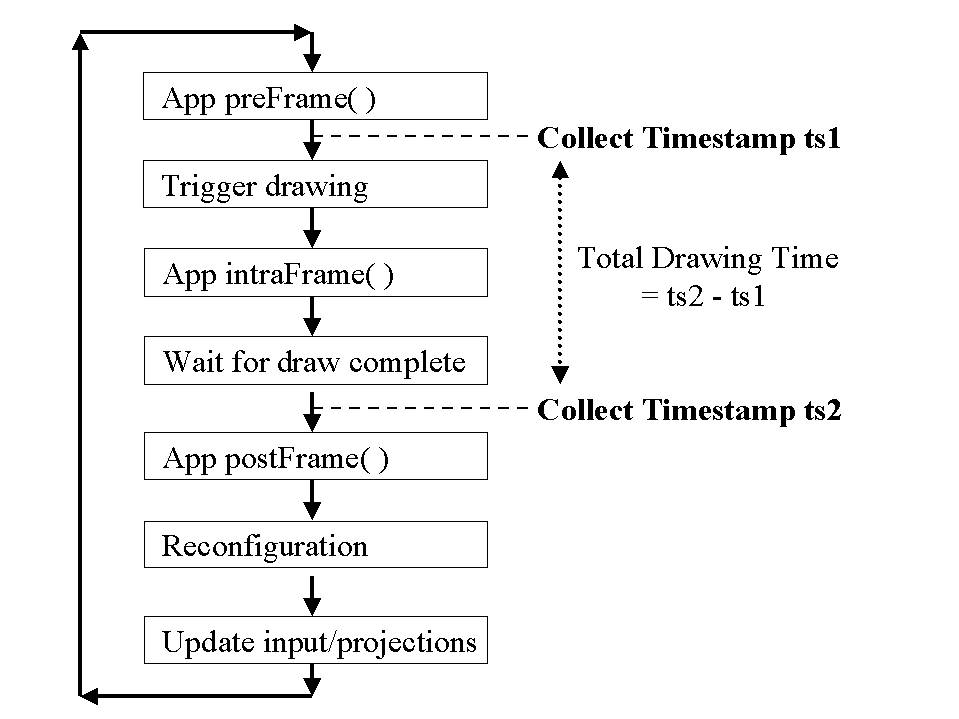 App preFrame( )
Collect Timestamp ts1
Trigger drawing
Total Drawing Time
= ts2 - ts1
App intraFrame( )
Wait for draw complete
Collect Timestamp ts2
App postFrame( )
Reconfiguration
Update input/projections